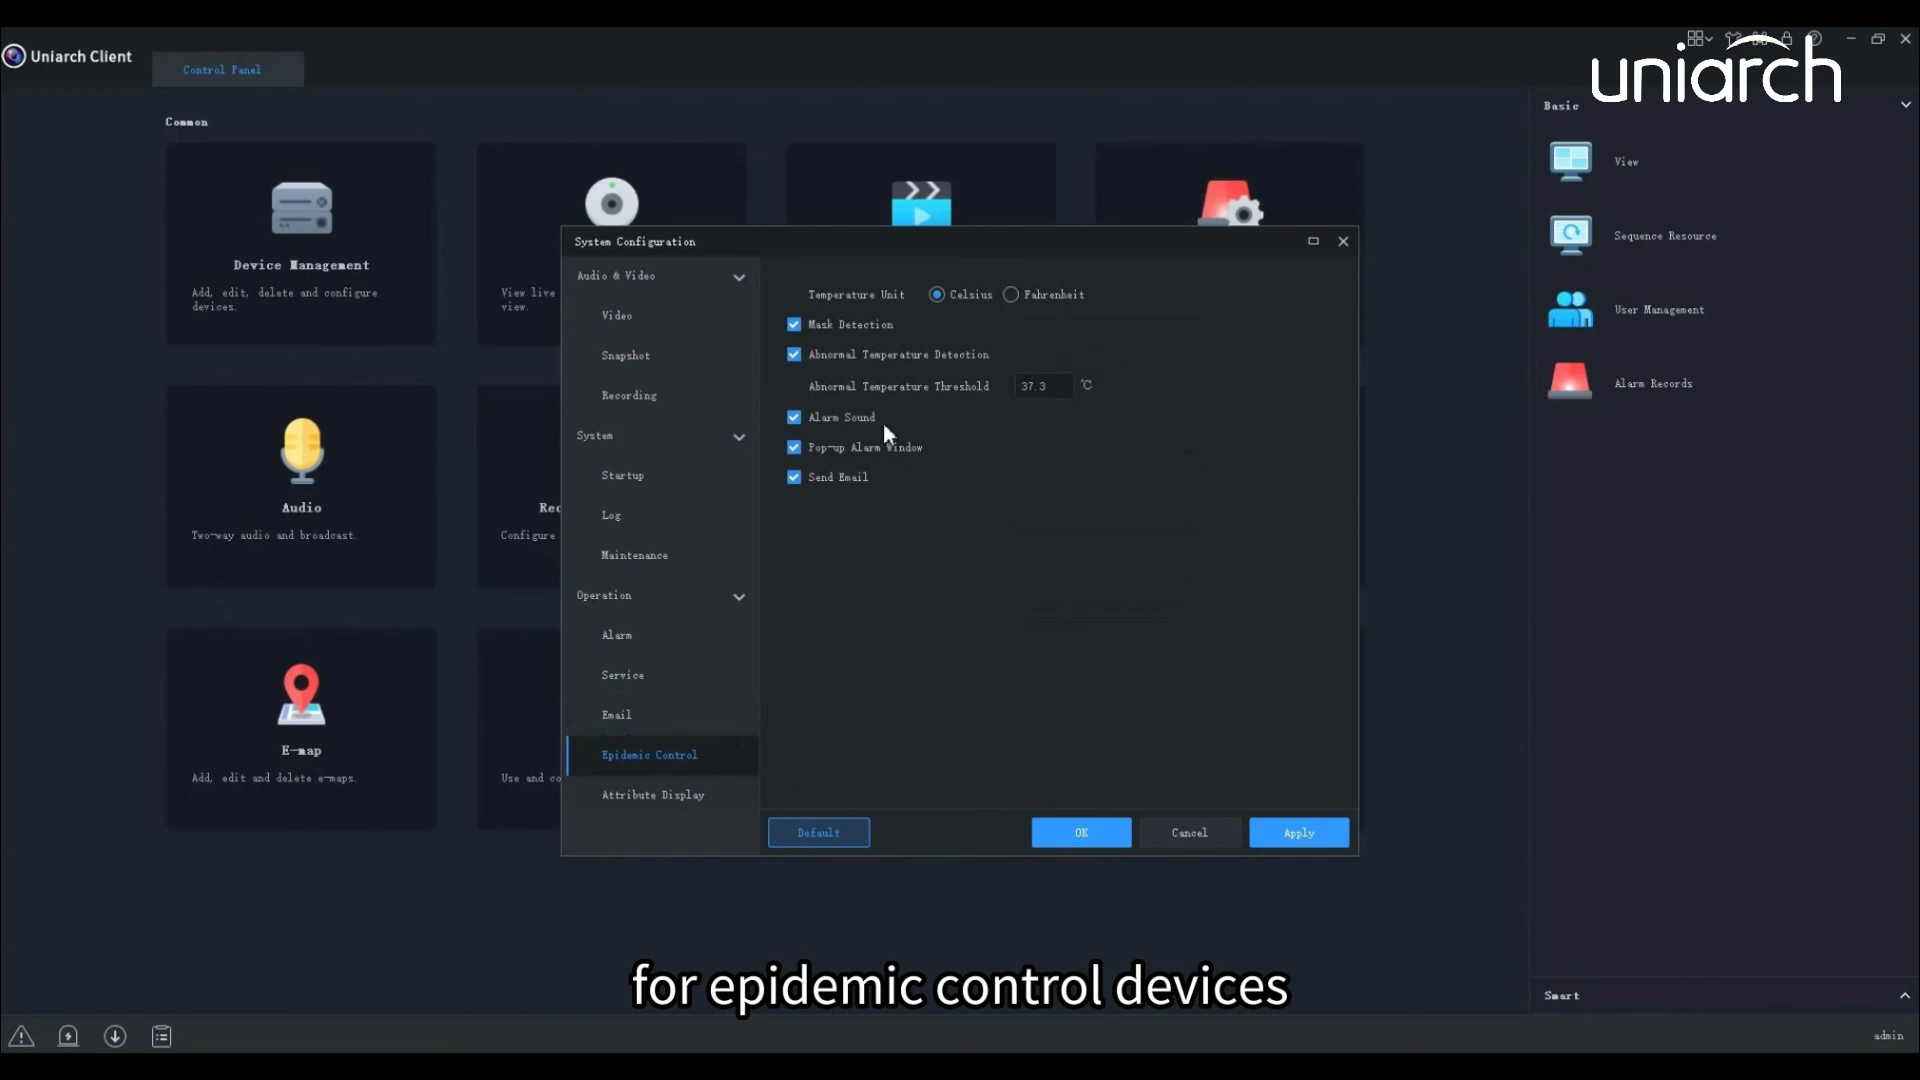 Uniarch Client
Control Panel
uniarch
Common
Device Management
Add, edit, delete and configure
devices.
View live
view.
Audio
Two-way audio and broadcast.
Rec
Configure
E-map
Add, edit and delete e-maps.
Use and co
System Configuration
Audio & Video
Video
Snapshot
Recording
System
Startup
Log
Maintenance
Operation
Alarm
Service
Email
Epidemic Control
Attribute Display
Temperature Unit Celsius Fahrenheit
Mask Detection
Abnormal Temperature Detection
Abnormal Temperature Threshold 37.3 ℃
Alarm Sound
Pop-up Alarm Window
Send Email
Default OK Cancel Apply
Basic
View
Sequence Resource
User Management
Alarm Records
Smart
for epidemic control devices
admin